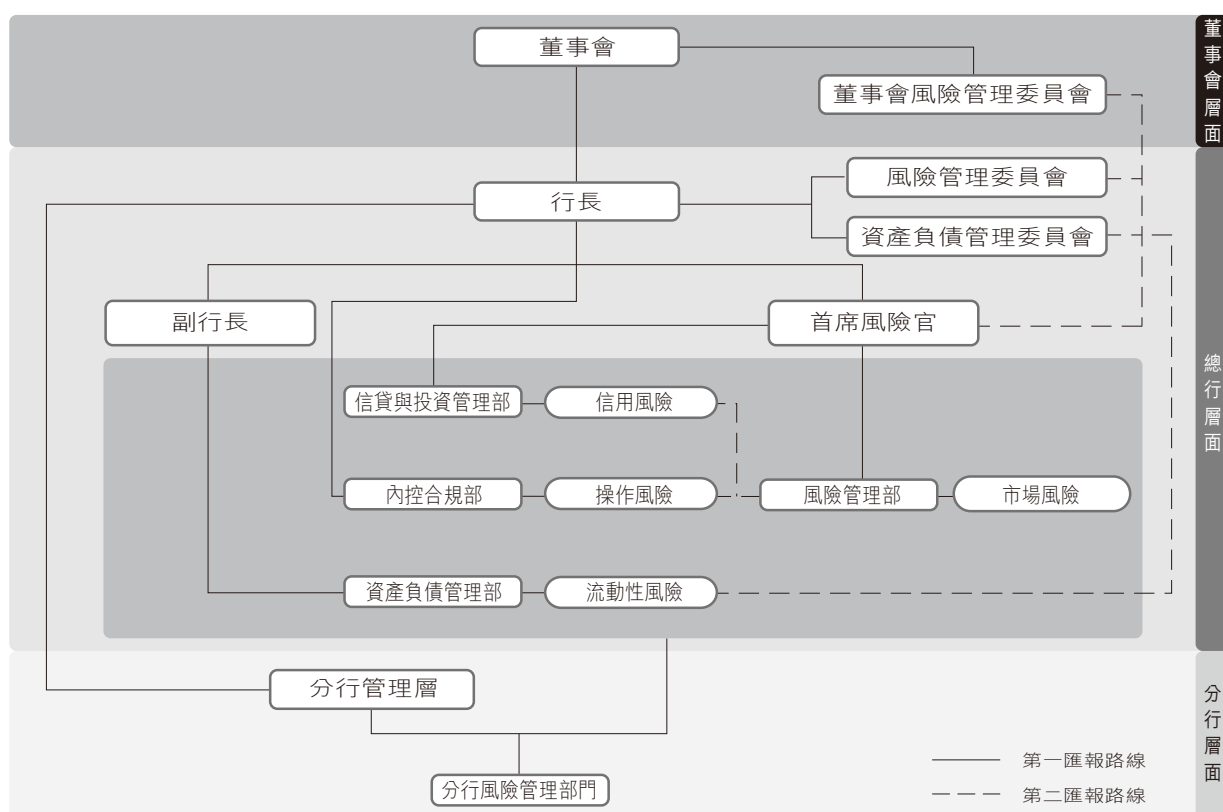 董事會
董事會風險管理委員會
董事會層面
風險管理委員會
行長
資產負債管理委員會
副行長
首席風險官
信貸與投資管理部
信用風險
總行層面
內控合規部
操作風險
風險管理部
市場風險
資產負債管理部
流動性風險
分行管理層
分行層面
第一匯報路線
分行風險管理部門
第二匯報路線